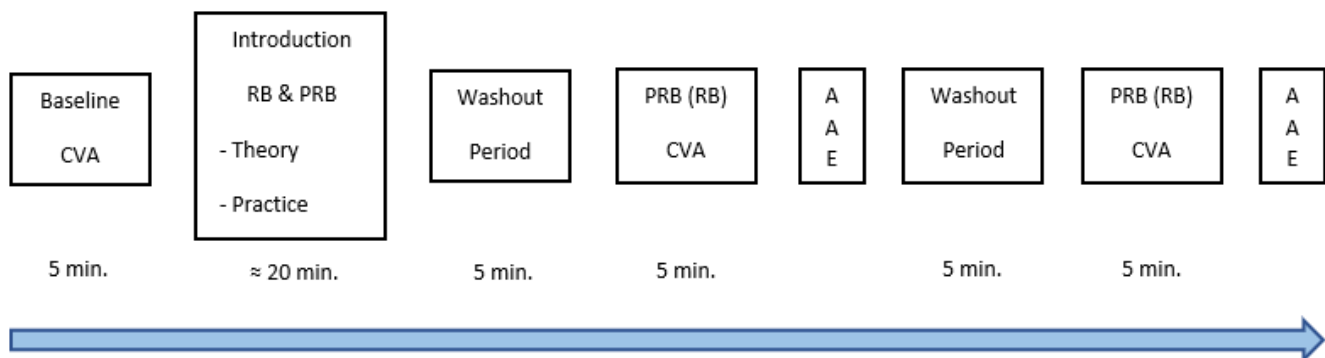 Baseline
CVA
Introduction
RB & PRB
- Theory
- Practice
Washout
Period
PRB (RB)
CVA
A
A
E
Washout
Period
PRB (RB)
CVA
A
A
E
5 min.
≈ 20 min.
5 min.
5 min.
5 min.
5 min.